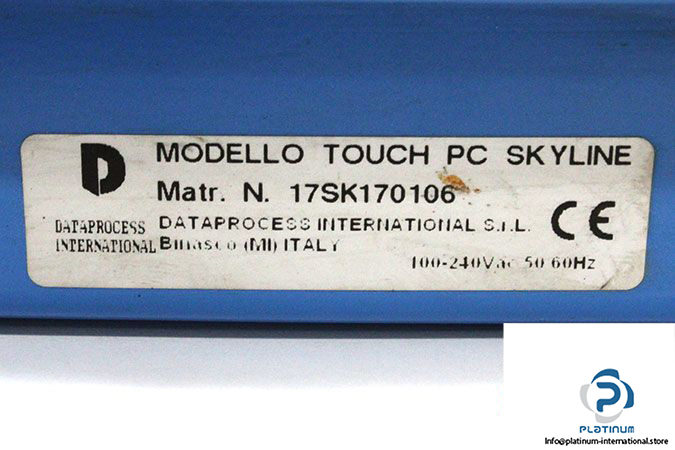 D
MODELLO TOUCH PC SKYLINE
Matr. N. 17SK170106
DATAPROCESS
INTERNATIONAL
DATAPROCESS INTERNATIONAL S.r.L.
Binasco (MI) ITALY
CE
100-240Vac 50 60Hz
P
PLATINUM
Info@platinum-international.store